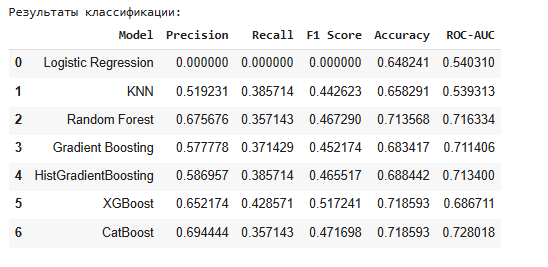 Результаты классификации:
Model Precision Recall F1 Score Accuracy ROC-AUC
0 Logistic Regression 0.000000 0.000000 0.000000 0.648241 0.540310
1 KNN 0.519231 0.385714 0.442623 0.658291 0.539313
2 Random Forest 0.675676 0.357143 0.467290 0.713568 0.716334
3 Gradient Boosting 0.577778 0.371429 0.452174 0.683417 0.711406
4 HistGradientBoosting 0.586957 0.385714 0.465517 0.688442 0.713400
5 XGBoost 0.652174 0.428571 0.517241 0.718593 0.686711
6 CatBoost 0.694444 0.357143 0.471698 0.718593 0.728018